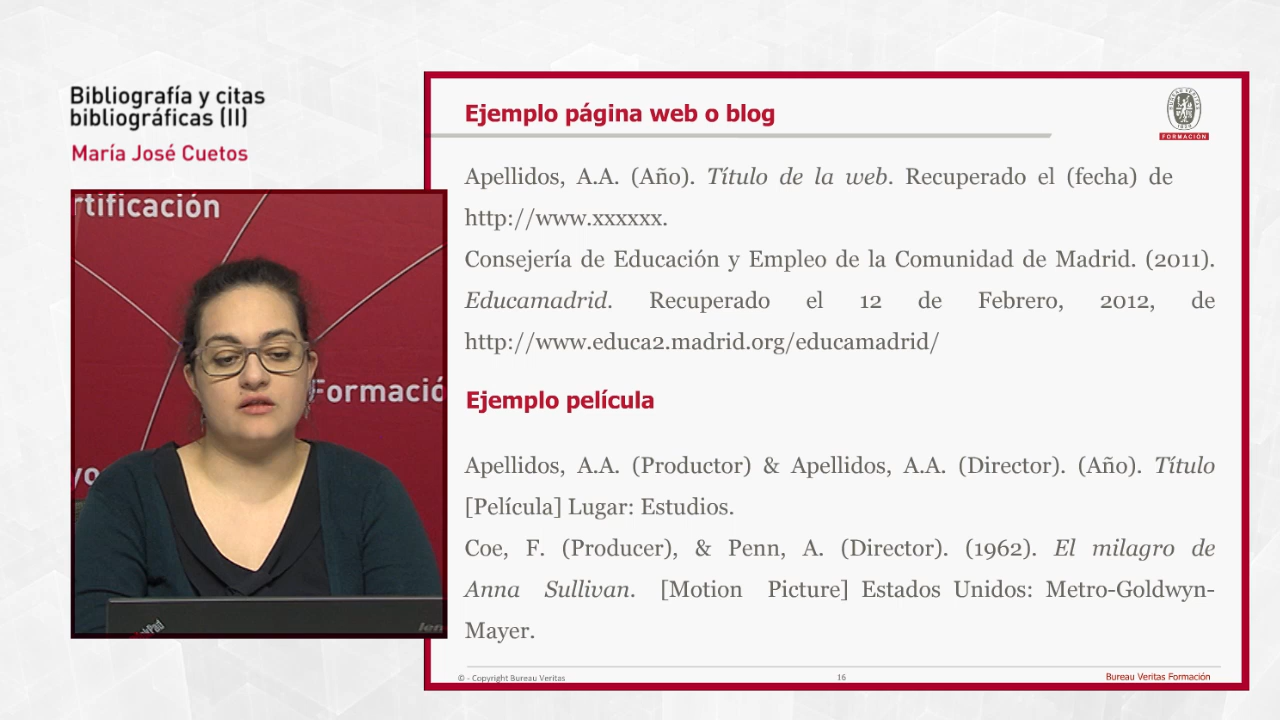 Bibliografía y citas
bibliográficas (II)
María José Cuetos
rtificación
Formació
yo
Ejemplo página web o blog
FORMACIÓN
Apellidos, A.A. (Año). Título de la web. Recuperado el (fecha) de
http://www.xxxxxx.
Consejería de Educación y Empleo de la Comunidad de Madrid. (2011).
Educamadrid. Recuperado el 12 de Febrero, 2012, de
http://www.educa2.madrid.org/educamadrid/
Ejemplo película
Apellidos, A.A. (Productor) & Apellidos, A.A. (Director). (Año). Título
[Película] Lugar: Estudios.
Coe, F. (Producer), & Penn, A. (Director). (1962). El milagro de
Anna Sullivan. [Motion Picture] Estados Unidos: Metro-Goldwyn-
Mayer.
© - Copyright Bureau Veritas
16
Bureau Veritas Formación